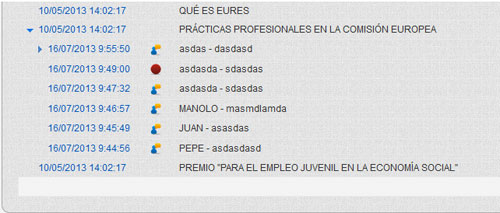 10/05/2013 14:02:17 QUÉ ES EURES
10/05/2013 14:02:17 PRÁCTICAS PROFESIONALES EN LA COMISIÓN EUROPEA
16/07/2013 9:55:50 asdas - dasdasd
16/07/2013 9:49:00 asdasda - sdasdas
16/07/2013 9:47:32 asdasda - sdasdas
16/07/2013 9:46:57 MANOLO - masmdlamda
16/07/2013 9:45:49 JUAN - asasdas
16/07/2013 9:44:56 PEPE - asdasdasd
10/05/2013 14:02:17 PREMIO "PARA EL EMPLEO JUVENIL EN LA ECONOMÍA SOCIAL"